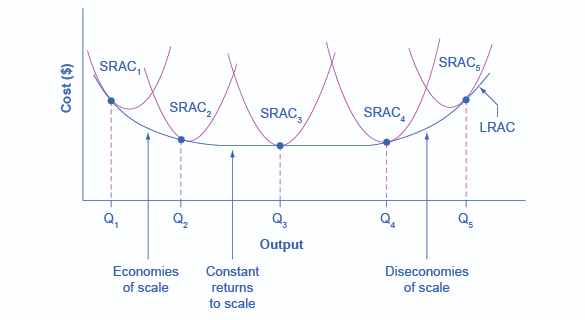 Cost ($)
SRAC₁
SRAC₂
SRAC₃
SRAC₄
SRAC₅
LRAC
Q₁
Q₂
Q₃
Q₄
Q₅
Output
Economies
of scale
Constant
returns
to scale
Diseconomies
of scale